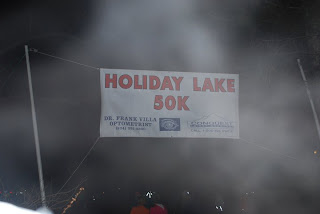 HOLIDAY LAKE
50K
DR. FRANK VILLA
OPTOMETRIST